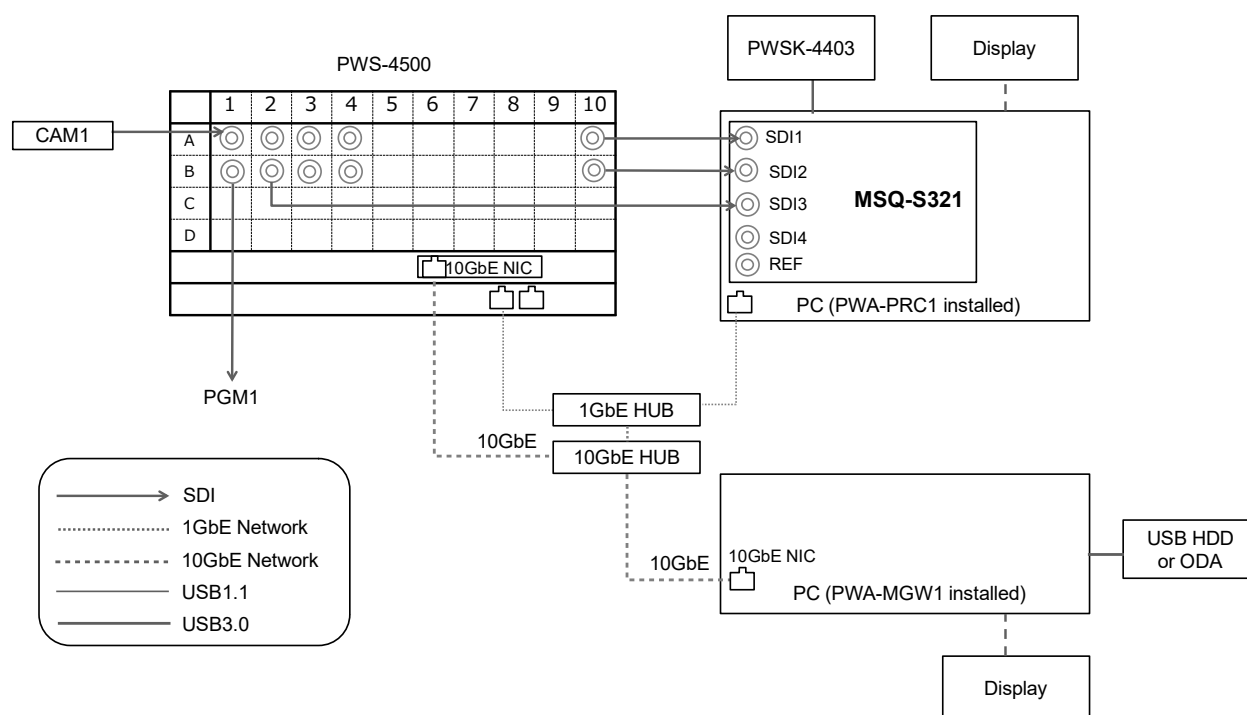 PWS-4500
PWSK-4403
Display
1 2 3 4 5 6 7 8 9 10
CAM1
A
B
C
D
10GbE NIC
SDI1
SDI2
SDI3
SDI4
REF
MSQ-S321
PC (PWA-PRC1 installed)
PGM1
1GbE HUB
10GbE
10GbE HUB
SDI
1GbE Network
10GbE Network
USB1.1
USB3.0
10GbE
10GbE NIC
PC (PWA-MGW1 installed)
USB HDD
or ODA
Display